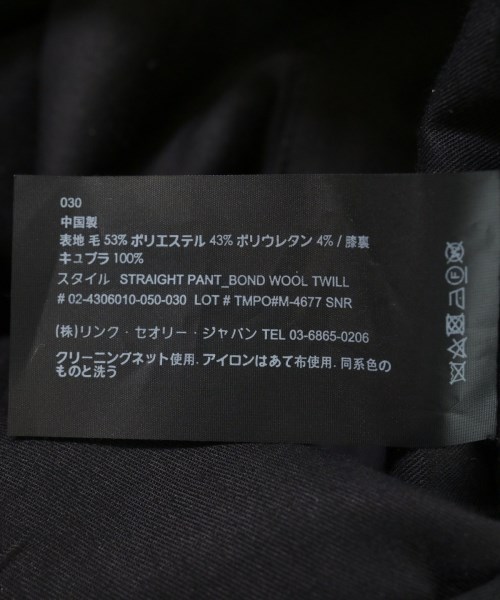 030
中国製
表地 毛 53% ポリエステル 43% ポリウレタン 4% / 膝裏
キュプラ 100%
スタイル STRAIGHT PANT_BOND WOOL TWILL
# 02-4306010-050-030 LOT # TMPO#M-4677 SNR
(株)リンク・セオリー・ジャパン TEL 03-6865-0206
クリーニングネット使用. アイロンはあて布使用. 同系色の
ものと洗う